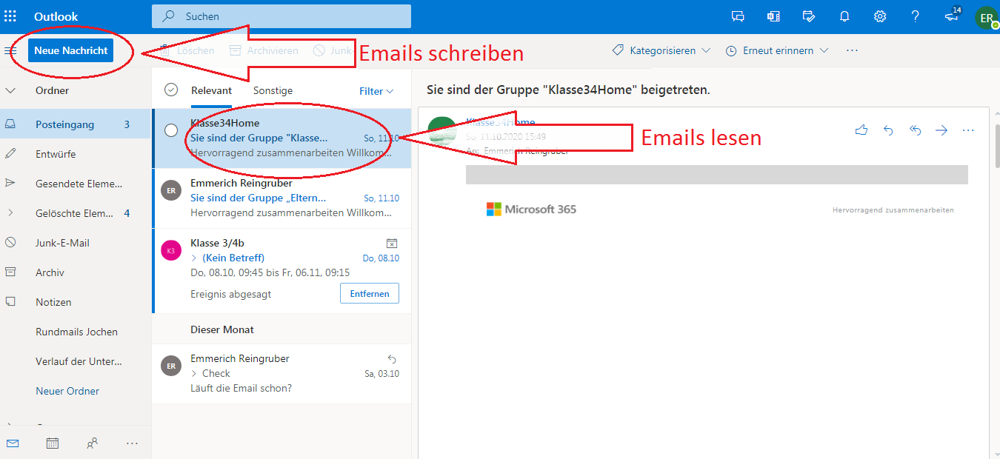 Outlook
Suchen
14
ER
Neue Nachricht
Löschen
Archivieren
Junk-
Emails schreiben
Kategorisieren
Erneut erinnern
Ordner
Posteingang 3
Entwürfe
Gesendete Eleme...
Gelöschte Elem... 4
Junk-E-Mail
Archiv
Notizen
Rundmails Jochen
Verlauf der Unter...
Neuer Ordner
Relevant
Sonstige
Filter
Klasse34Home
Sie sind der Gruppe "Klasse... So, 11.10
Hervorragend zusammenarbeiten Willkom...
ER
Emmerich Reingruber
Sie sind der Gruppe „Eltern... So, 11.10
Hervorragend zusammenarbeiten Willkom...
K3
Klasse 3/4b
(Kein Betreff) Do, 08.10
Do, 08.10, 09:45 bis Fr, 06.11, 09:15
Ereignis abgesagt
Entfernen
Dieser Monat
ER
Emmerich Reingruber
Check Sa, 03.10
Läuft die Email schon?
Sie sind der Gruppe "Klasse34Home" beigetreten.
Klasse34Home
So, 11.10.2020 15:49
An: Emmerich Reingruber
Emails lesen
Microsoft 365
Hervorragend zusammenarbeiten